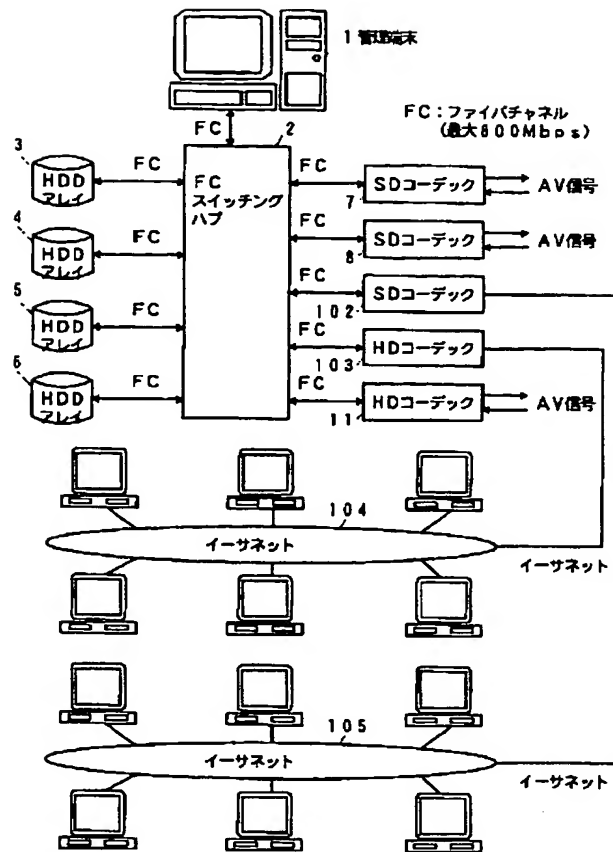 1 管理端末
FC:ファイバチャネル
(最大800Mbps)
FC
2
3
HDD
アレイ
FC
FC
スイッチング
ハブ
FC
SDコーデック
7
AV信号
4
HDD
アレイ
FC
FC
SDコーデック
8
AV信号
5
HDD
アレイ
FC
FC
SDコーデック
102
FC
HDコーデック
103
6
HDD
アレイ
FC
FC
HDコーデック
11
AV信号
104
イーサネット
イーサネット
105
イーサネット
イーサネット